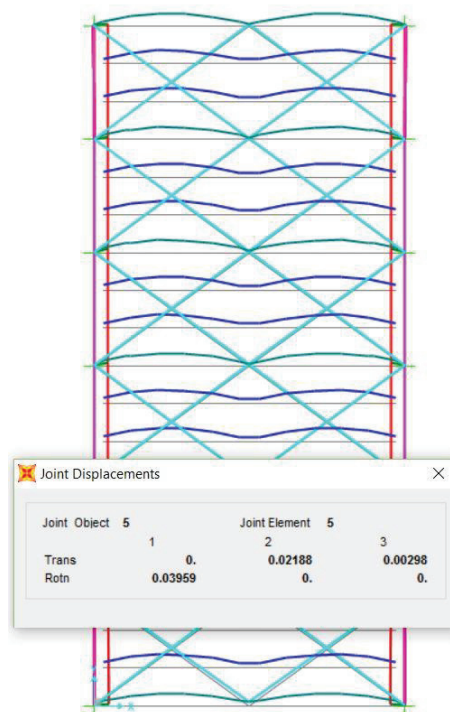 Joint Displacements
Joint Object 5 Joint Element 5
1 2 3
Trans 0. 0.02188 0.00298
Rotn 0.03959 0. 0.